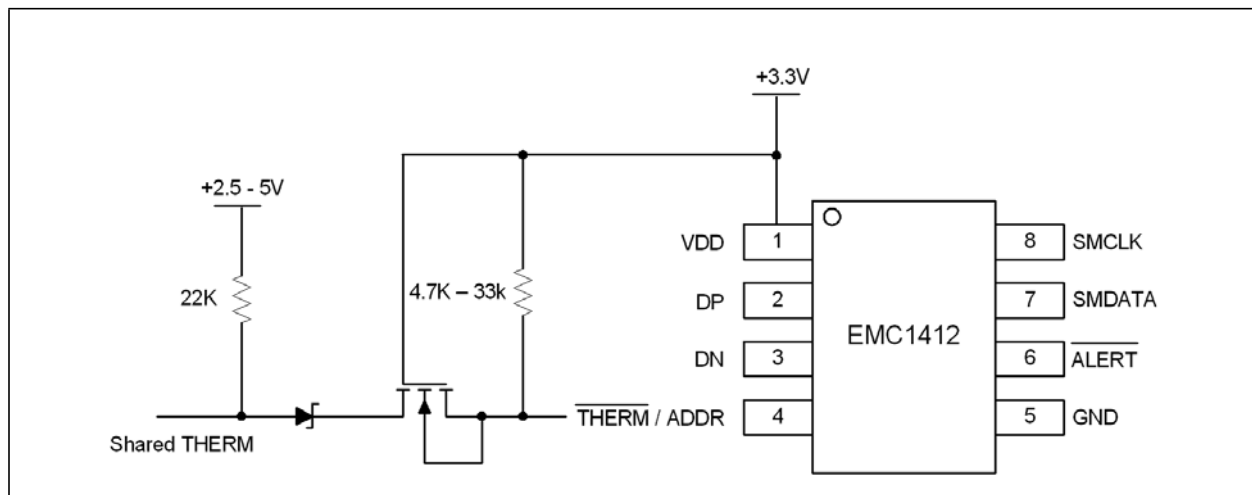 +3.3V
+2.5 - 5V
22K
4.7K – 33k
Shared THERM
THERM / ADDR
VDD
DP
DN
1
2
3
4
EMC1412
8
7
6
5
SMCLK
SMDATA
ALERT
GND